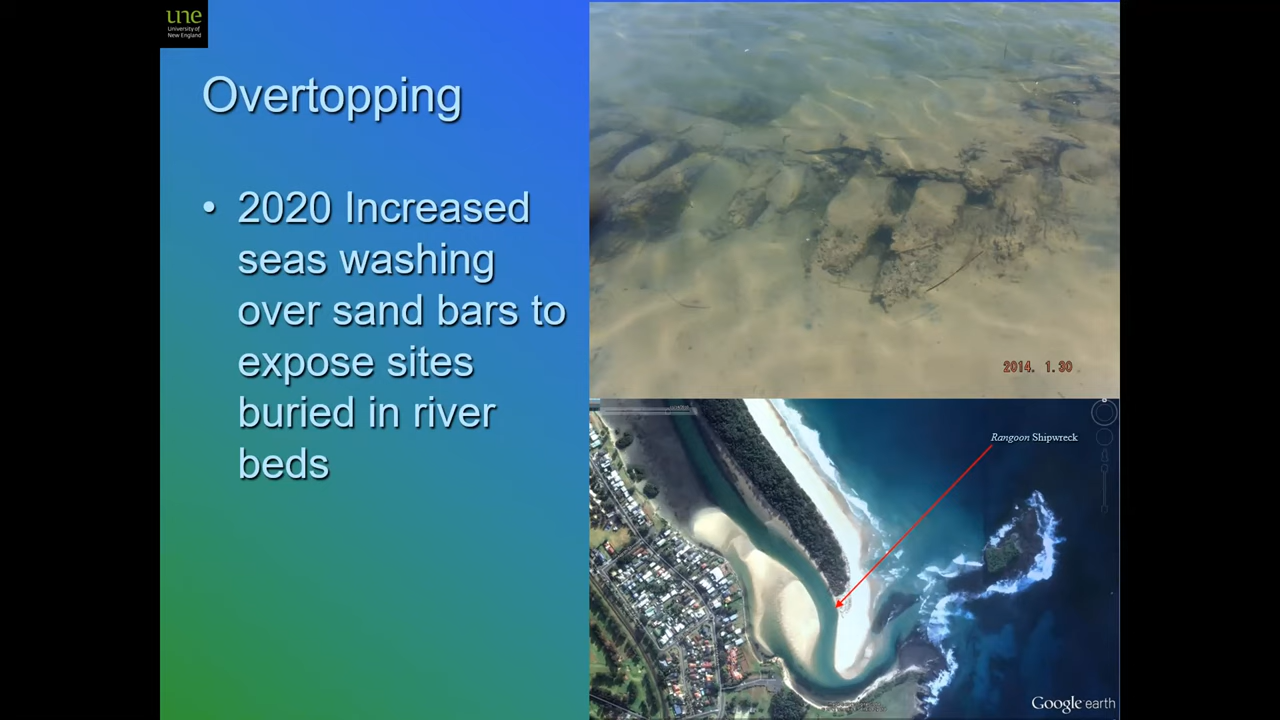 une
University of
New England
Overtopping
• 2020 Increased
seas washing
over sand bars to
expose sites
buried in river
beds
2014. 1.30
Rangoon Shipwreck
Google earth